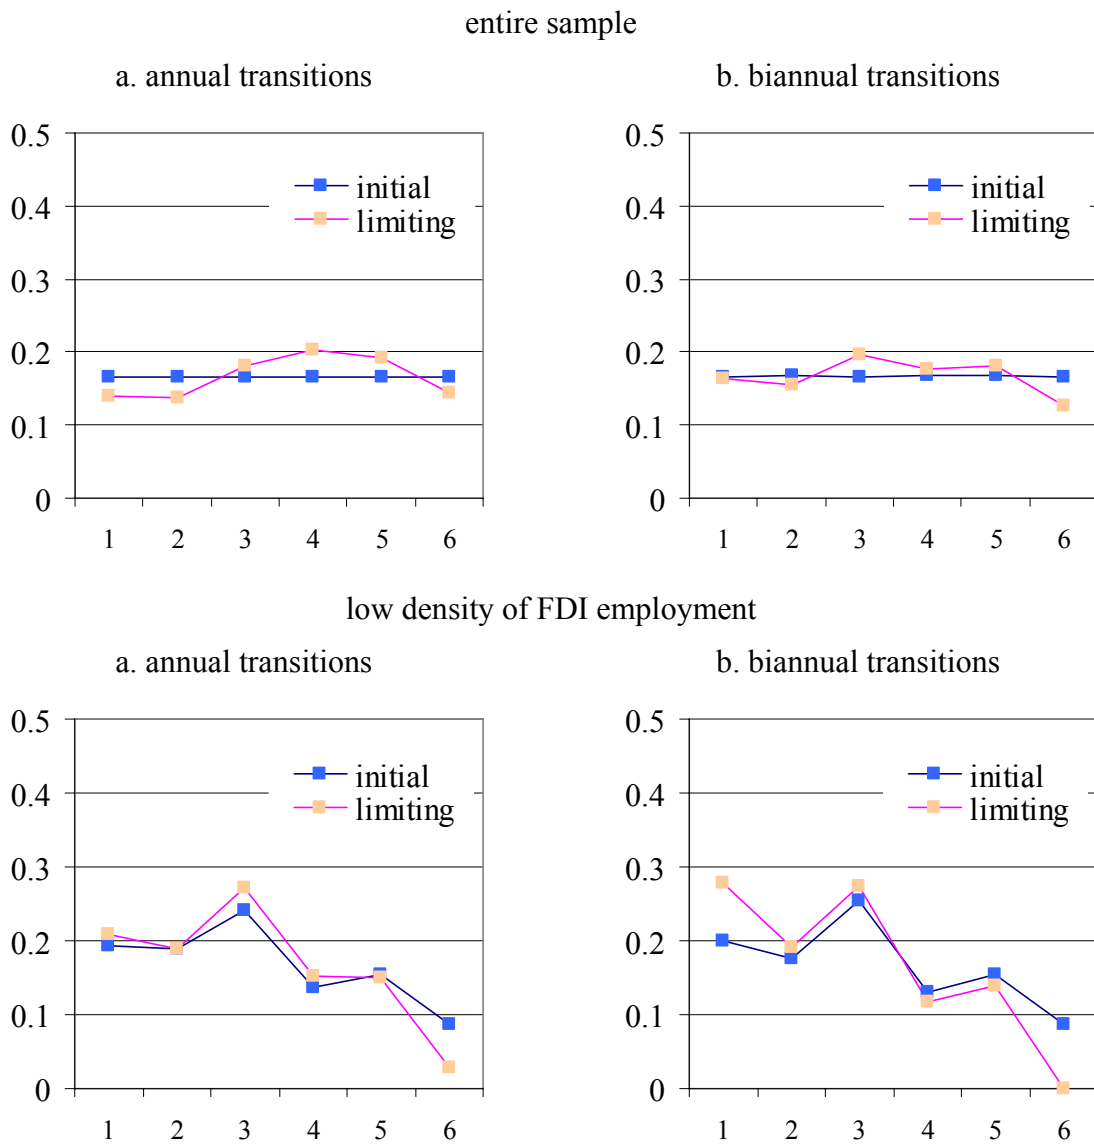 entire sample
a. annual transitions
b. biannual transitions
0.5
0.4
0.3
0.2
0.1
0
initial
limiting
1 2 3 4 5 6
0.5
0.4
0.3
0.2
0.1
0
initial
limiting
1 2 3 4 5 6
low density of FDI employment
a. annual transitions
b. biannual transitions
0.5
0.4
0.3
0.2
0.1
0
initial
limiting
1 2 3 4 5 6
0.5
0.4
0.3
0.2
0.1
0
initial
limiting
1 2 3 4 5 6